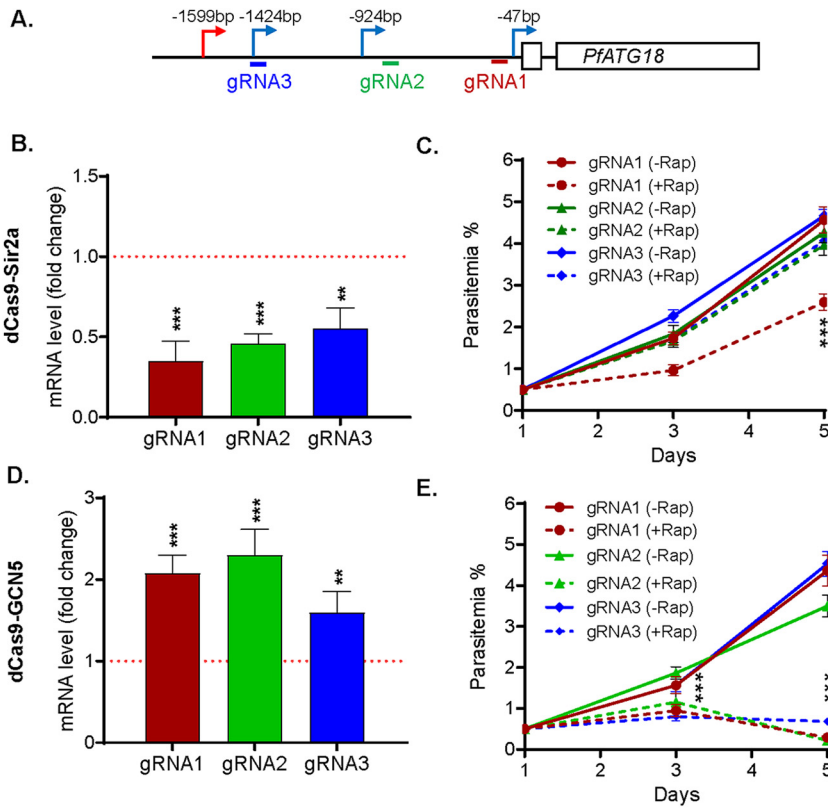 A.
-1599bp
-1424bp
-924bp
-47bp
gRNA3
gRNA2
gRNA1
PfATG18
B.
dCas9-Sir2a
mRNA level (fold change)
1.5
1.0
0.5
0.0
***
***
**
gRNA1
gRNA2
gRNA3
C.
Parasitemia %
6
5
4
3
2
1
0
gRNA1 (-Rap)
gRNA1 (+Rap)
gRNA2 (-Rap)
gRNA2 (+Rap)
gRNA3 (-Rap)
gRNA3 (+Rap)
***
1
2
3
4
5
Days
D.
dCas9-GCN5
mRNA level (fold change)
3
2
1
0
***
***
**
gRNA1
gRNA2
gRNA3
E.
Parasitemia %
6
5
4
3
2
1
0
gRNA1 (-Rap)
gRNA1 (+Rap)
gRNA2 (-Rap)
gRNA2 (+Rap)
gRNA3 (-Rap)
gRNA3 (+Rap)
***
***
1
2
3
4
5
Days